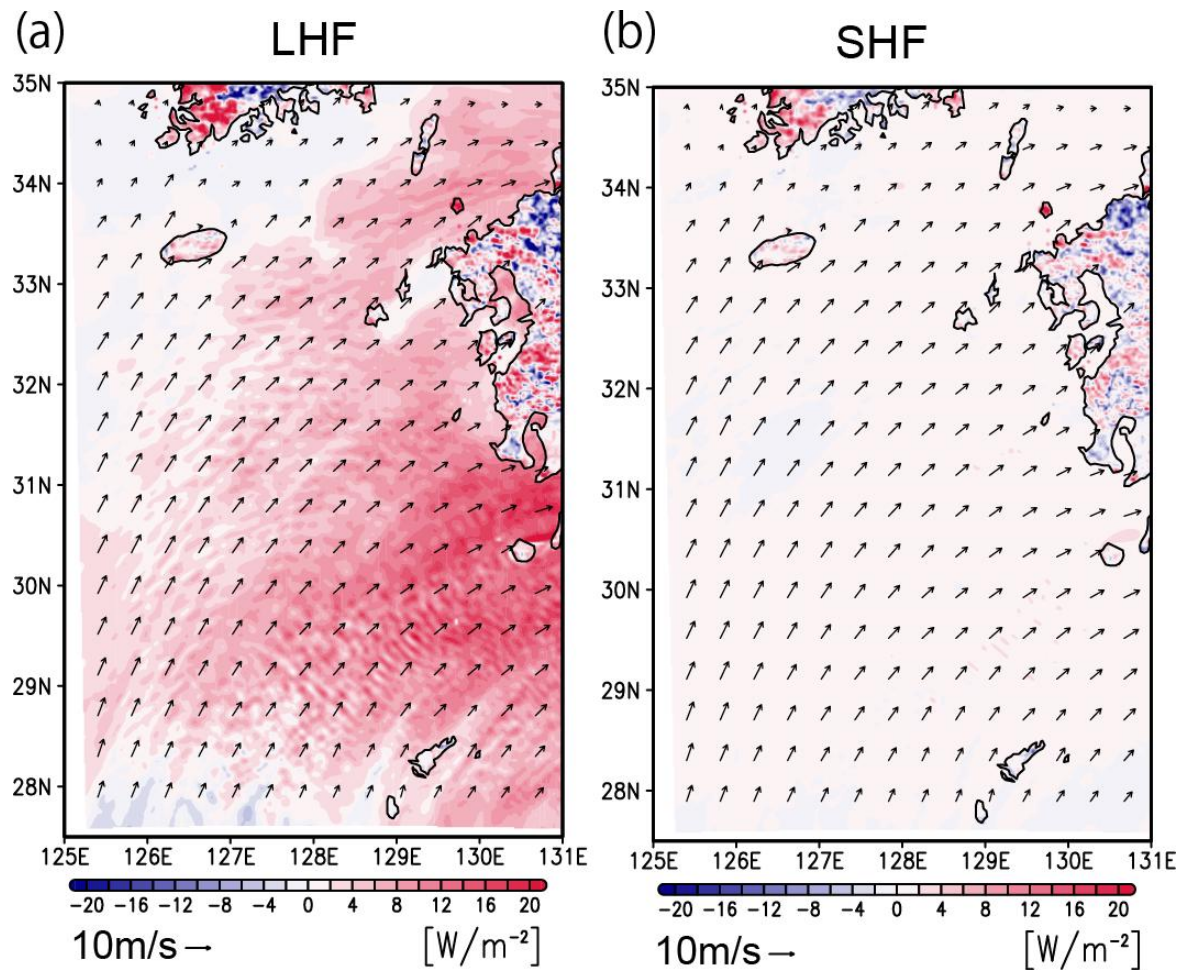 (a) LHF
35N
34N
33N
32N
31N
30N
29N
28N
125E 126E 127E 128E 129E 130E 131E
-20 -16 -12 -8 -4 0 4 8 12 16 20
10m/s [W/m⁻²]
(b) SHF
35N
34N
33N
32N
31N
30N
29N
28N
125E 126E 127E 128E 129E 130E 131E
-20 -16 -12 -8 -4 0 4 8 12 16 20
10m/s [W/m⁻²]